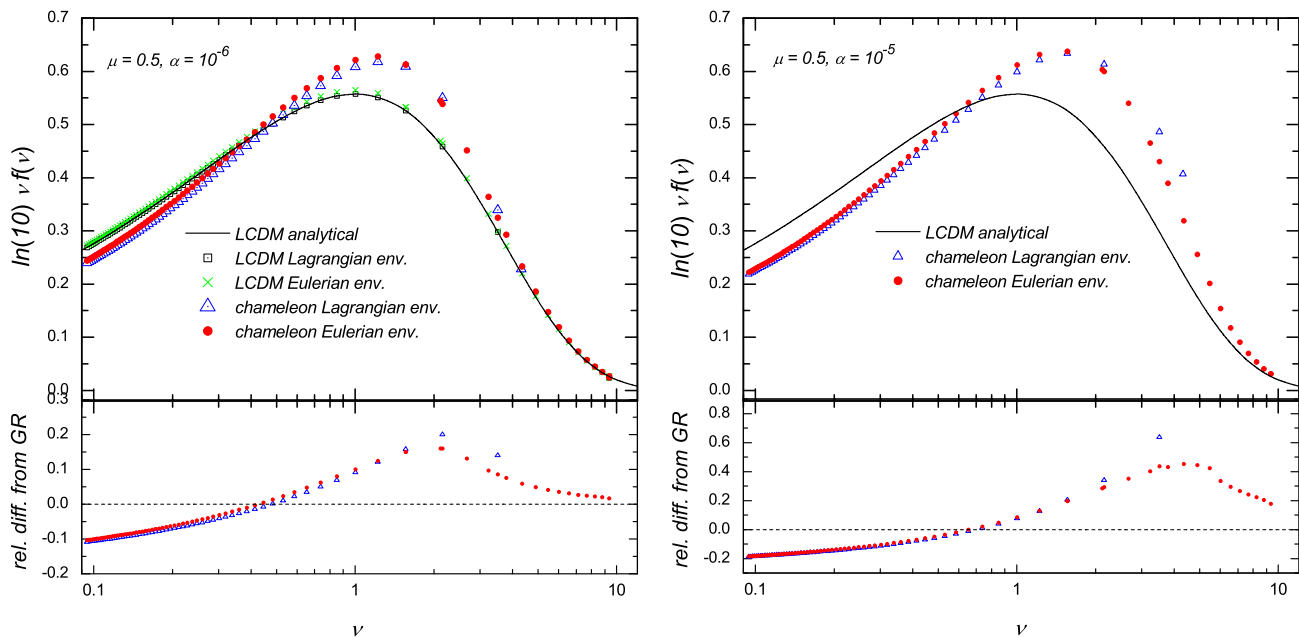 μ = 0.5, α = 10⁻⁶
ln(10) ν f(ν)
0.7
0.6
0.5
0.4
0.3
0.2
0.1
0.0
LCDM analytical
LCDM Lagrangian env.
LCDM Eulerian env.
chameleon Lagrangian env.
chameleon Eulerian env.
rel. diff. from GR
0.3
0.2
0.1
0.0
-0.1
-0.2
0.1
1
10
ν
μ = 0.5, α = 10⁻⁵
ln(10) ν f(ν)
0.7
0.6
0.5
0.4
0.3
0.2
0.1
0.0
LCDM analytical
chameleon Lagrangian env.
chameleon Eulerian env.
rel. diff. from GR
0.8
0.6
0.4
0.2
0.0
-0.2
0.1
1
10
ν